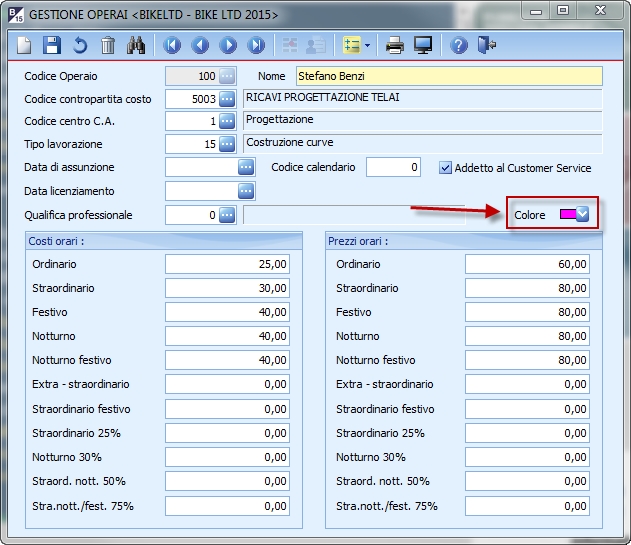 B 15 GESTIONE OPERAI <BIKELTD - BIKE LTD 2015>
Codice Operaio 100 ... Nome Stefano Benzi
Codice contropartita costo 5003 ... RICAVI PROGETTAZIONE TELAI
Codice centro C.A. 1 ... Progettazione
Tipo lavorazione 15 ... Costruzione curve
Data di assunzione ... Codice calendario 0 Addetto al Customer Service
Data licenziamento ...
Qualifica professionale 0 ... Colore
Costi orari :
Ordinario 25,00
Straordinario 30,00
Festivo 40,00
Notturno 40,00
Notturno festivo 40,00
Extra - straordinario 0,00
Straordinario festivo 0,00
Straordinario 25% 0,00
Notturno 30% 0,00
Straord. nott. 50% 0,00
Stra.nott./fest. 75% 0,00
Prezzi orari :
Ordinario 60,00
Straordinario 80,00
Festivo 80,00
Notturno 80,00
Notturno festivo 80,00
Extra - straordinario 0,00
Straordinario festivo 0,00
Straordinario 25% 0,00
Notturno 30% 0,00
Straord. nott. 50% 0,00
Stra.nott./fest. 75% 0,00